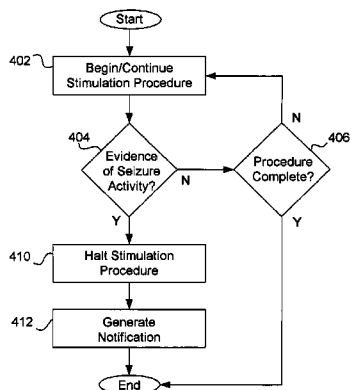 Start
402
Begin/Continue
Stimulation Procedure
404
Evidence
of Seizure
Activity?
N
Y
406
Procedure
Complete?
N
Y
410
Halt Stimulation
Procedure
412
Generate
Notification
End